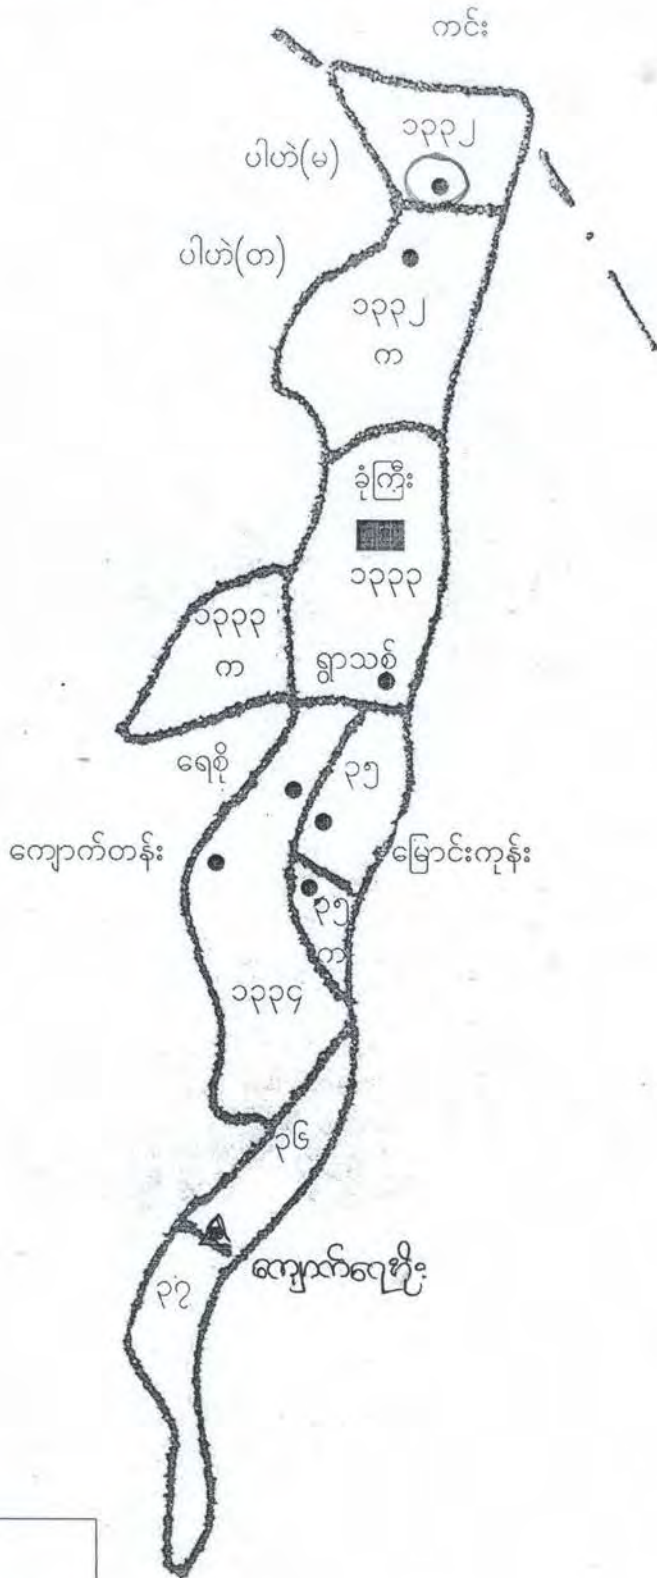 ကင်း
၁၃၃၂
ပါဟဲ(မ)
ပါဟဲ(တ)
၁၃၃၂
က
ခုံကြီး
၁၃၃၃
၁၃၃၃
က
ရွာသစ်
ရေစို
၃၅
ကျောက်တန်း
မြောင်းကုန်း
၃၅
က
၁၃၃၄
၃၆
ကျောက်ရေအိုး
၃၇